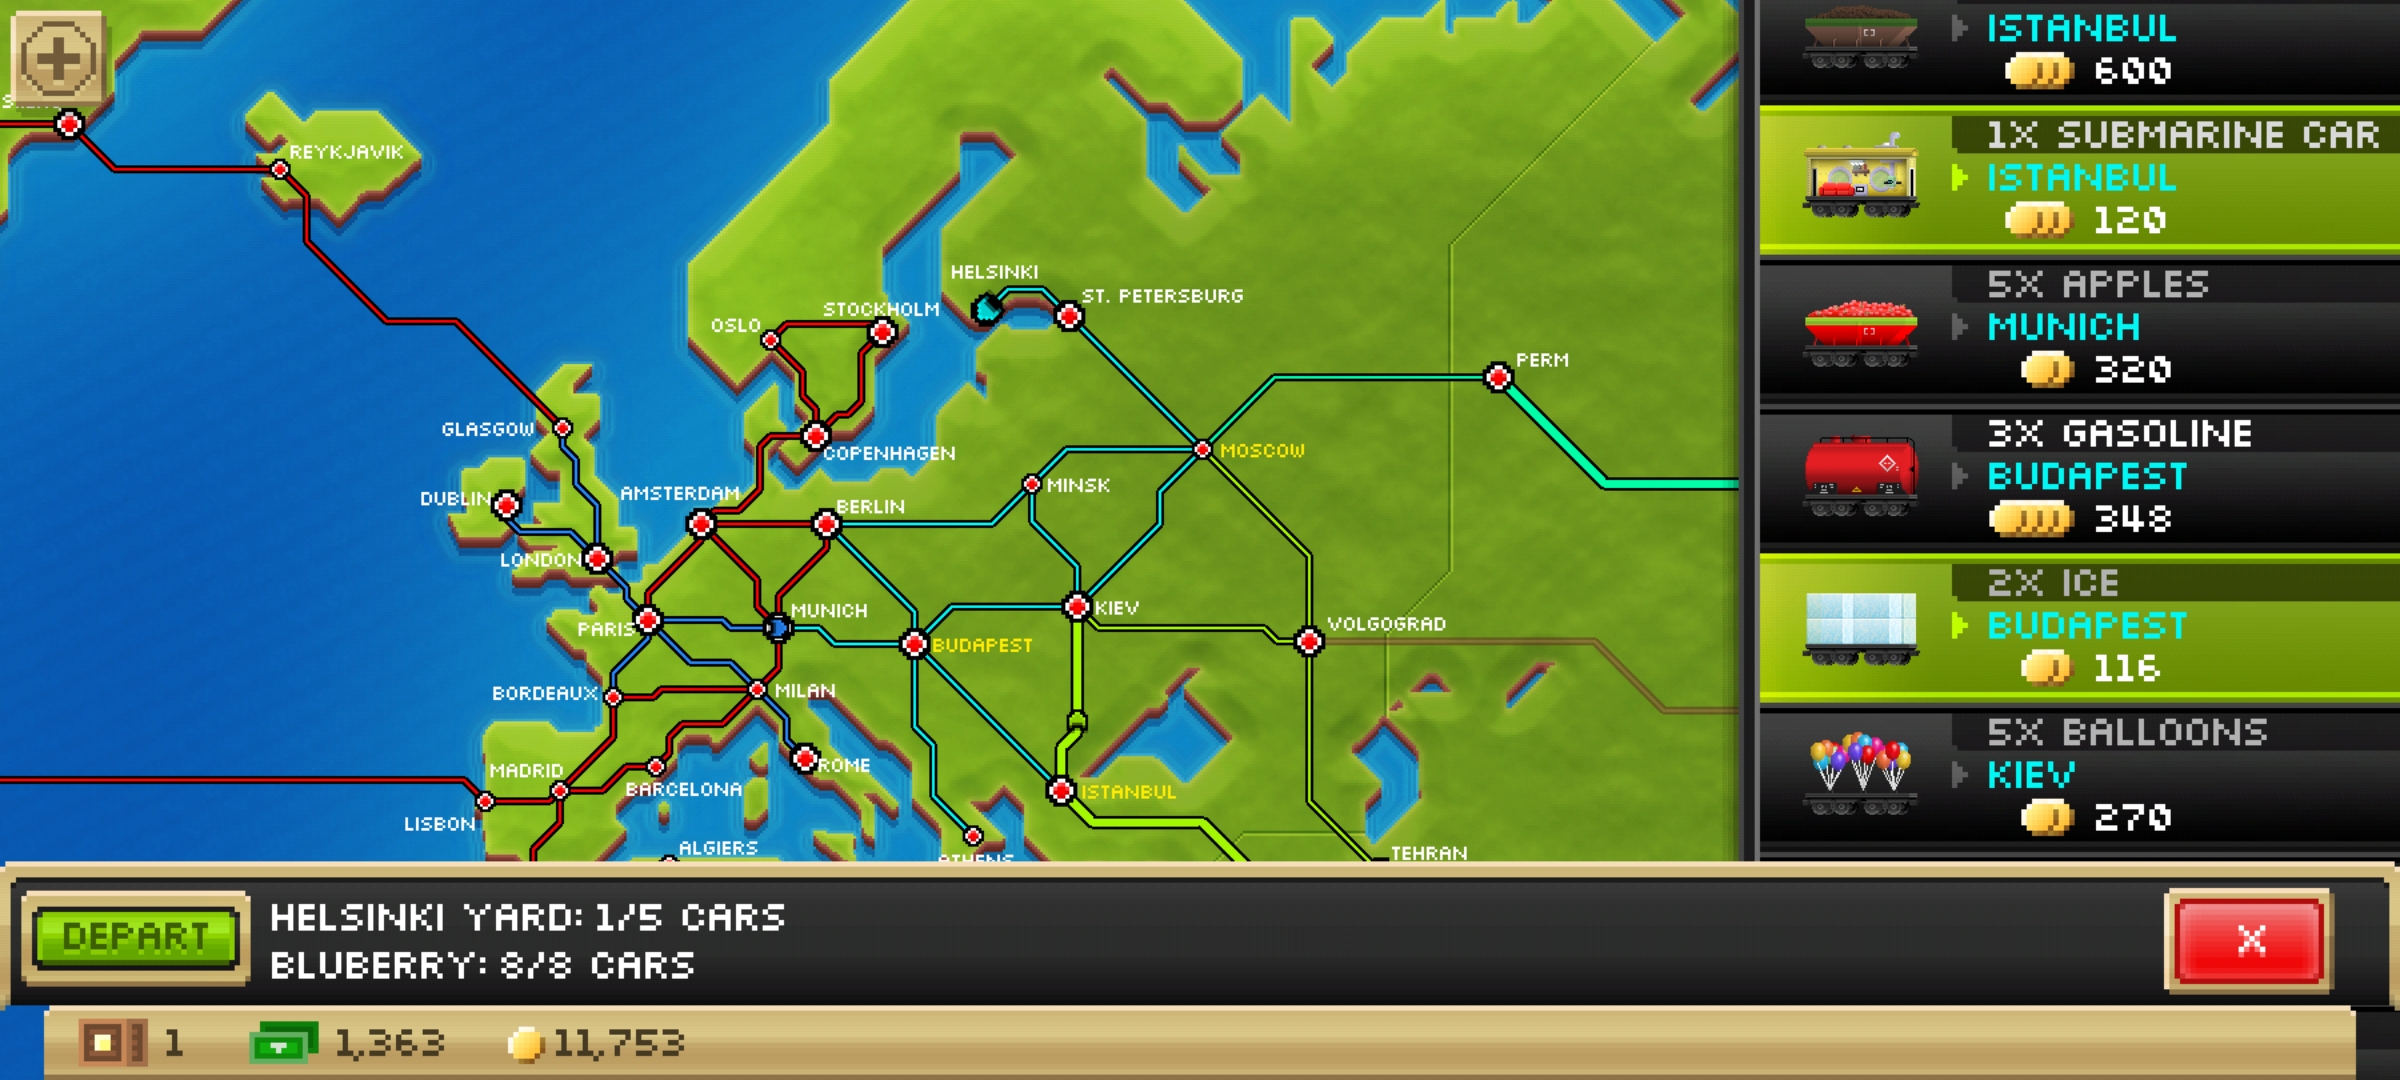 REYKJAVIK
HELSINKI
ST. PETERSBURG
STOCKHOLM
OSLO
PERM
GLASGOW
COPENHAGEN
MOSCOW
DUBLIN
AMSTERDAM
BERLIN
MINSK
LONDON
MUNICH
KIEV
PARIS
VOLGOGRAD
BUDAPEST
BORDEAUX
MILAN
MADRID
ROME
BARCELONA
ISTANBUL
LISBON
ALGIERS
TEHRAN
ATHENS
ISTANBUL
600
1X SUBMARINE CAR
ISTANBUL
120
5X APPLES
MUNICH
320
3X GASOLINE
BUDAPEST
348
2X ICE
BUDAPEST
116
5X BALLOONS
KIEV
270
DEPART
HELSINKI YARD: 1/5 CARS
BLUBERRY: 8/8 CARS
X
1
1,363
11,753